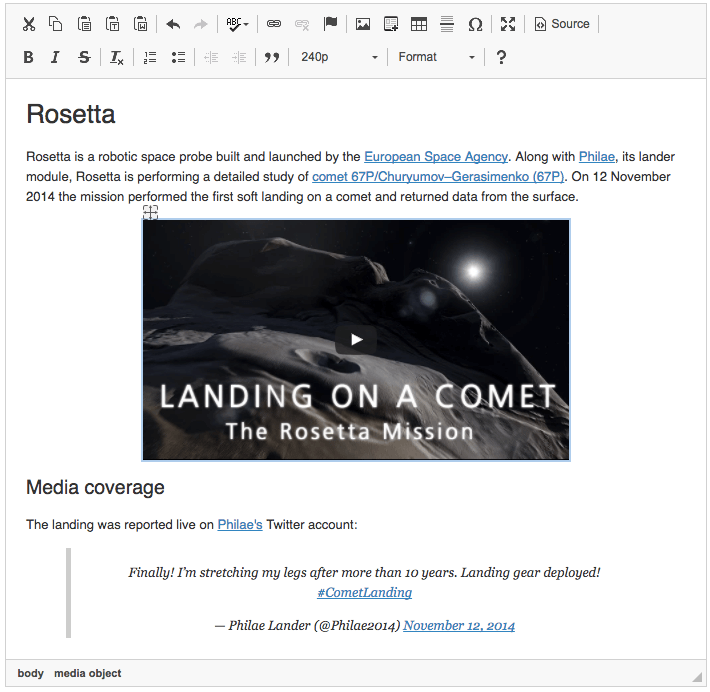 ABC
Source
B I S Ix
240p Format ?
Rosetta
Rosetta is a robotic space probe built and launched by the European Space Agency. Along with Philae, its lander
module, Rosetta is performing a detailed study of comet 67P/Churyumov–Gerasimenko (67P). On 12 November
2014 the mission performed the first soft landing on a comet and returned data from the surface.
LANDING ON A COMET
The Rosetta Mission
Media coverage
The landing was reported live on Philae's Twitter account:
Finally! I'm stretching my legs after more than 10 years. Landing gear deployed!
#CometLanding
— Philae Lander (@Philae2014) November 12, 2014
body media object